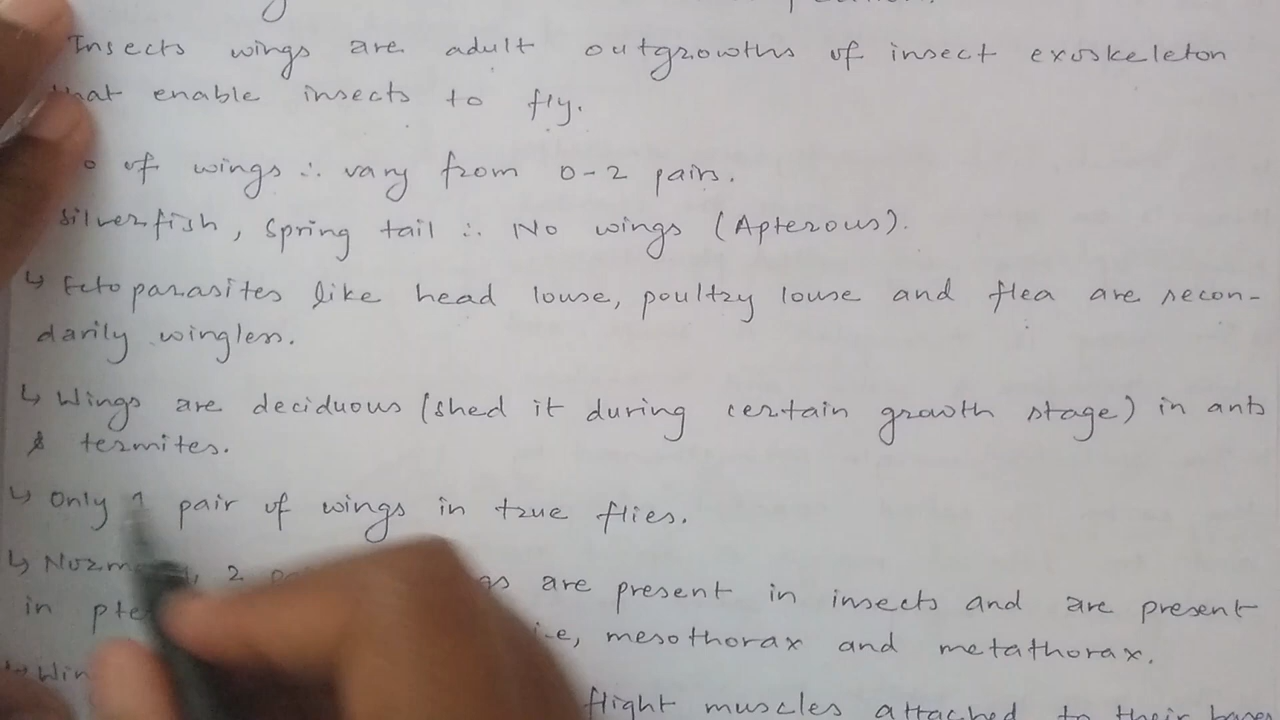 Insects wings are adult outgrowths of insect exoskeleton
that enable insects to fly.
of wings ∴ vary from 0-2 pairs.
Silverfish, Spring tail ∴ No wings (Apterous).
↳ Ectoparasites like head louse, poultry louse and flea are secon-
darily wingless.
↳ Wings are deciduous (shed it during certain growth stage) in ants
& termites.
↳ Only 1 pair of wings in true flies.
↳ 2 are present in insects and are present
in i.e, mesothorax and metathorax.
flight muscles attached to their bases